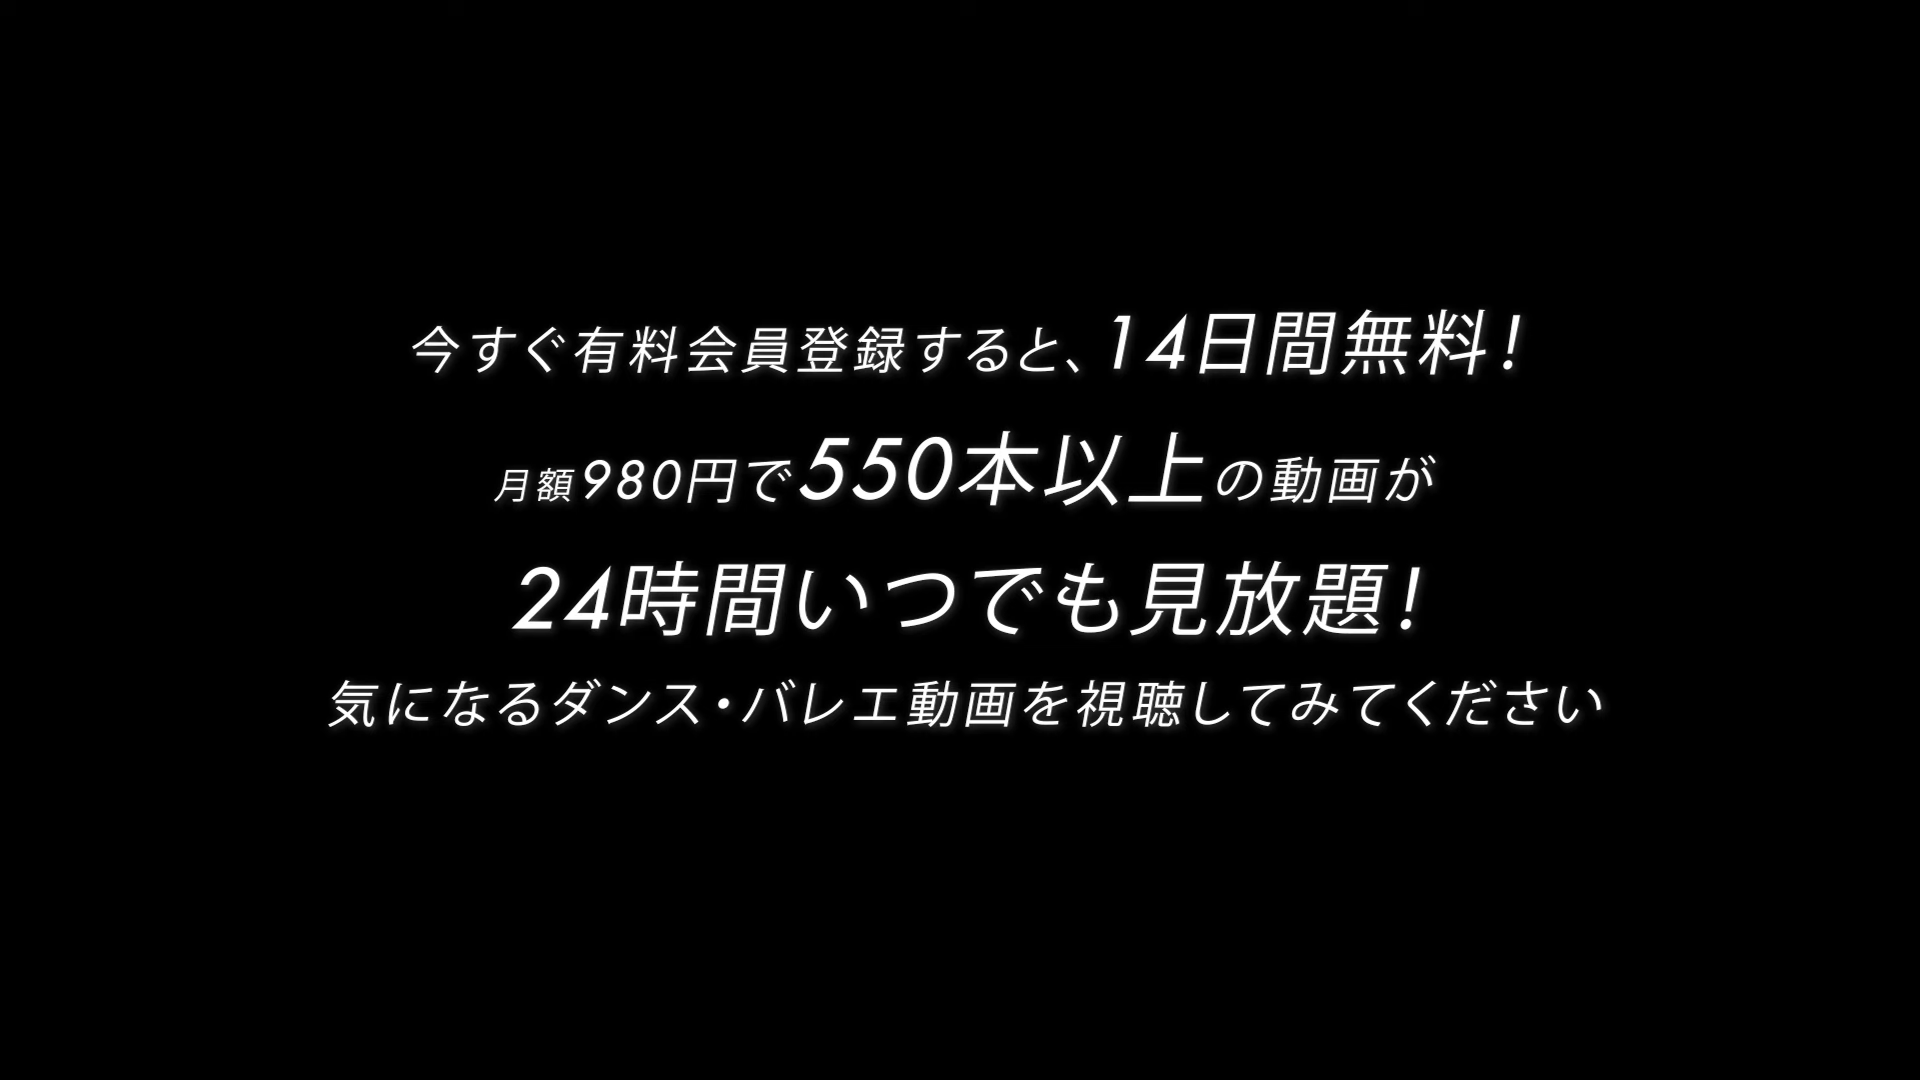 今すぐ有料会員登録すると、14日間無料！
月額980円で550本以上の動画が
24時間いつでも見放題！
気になるダンス・バレエ動画を視聴してみてください